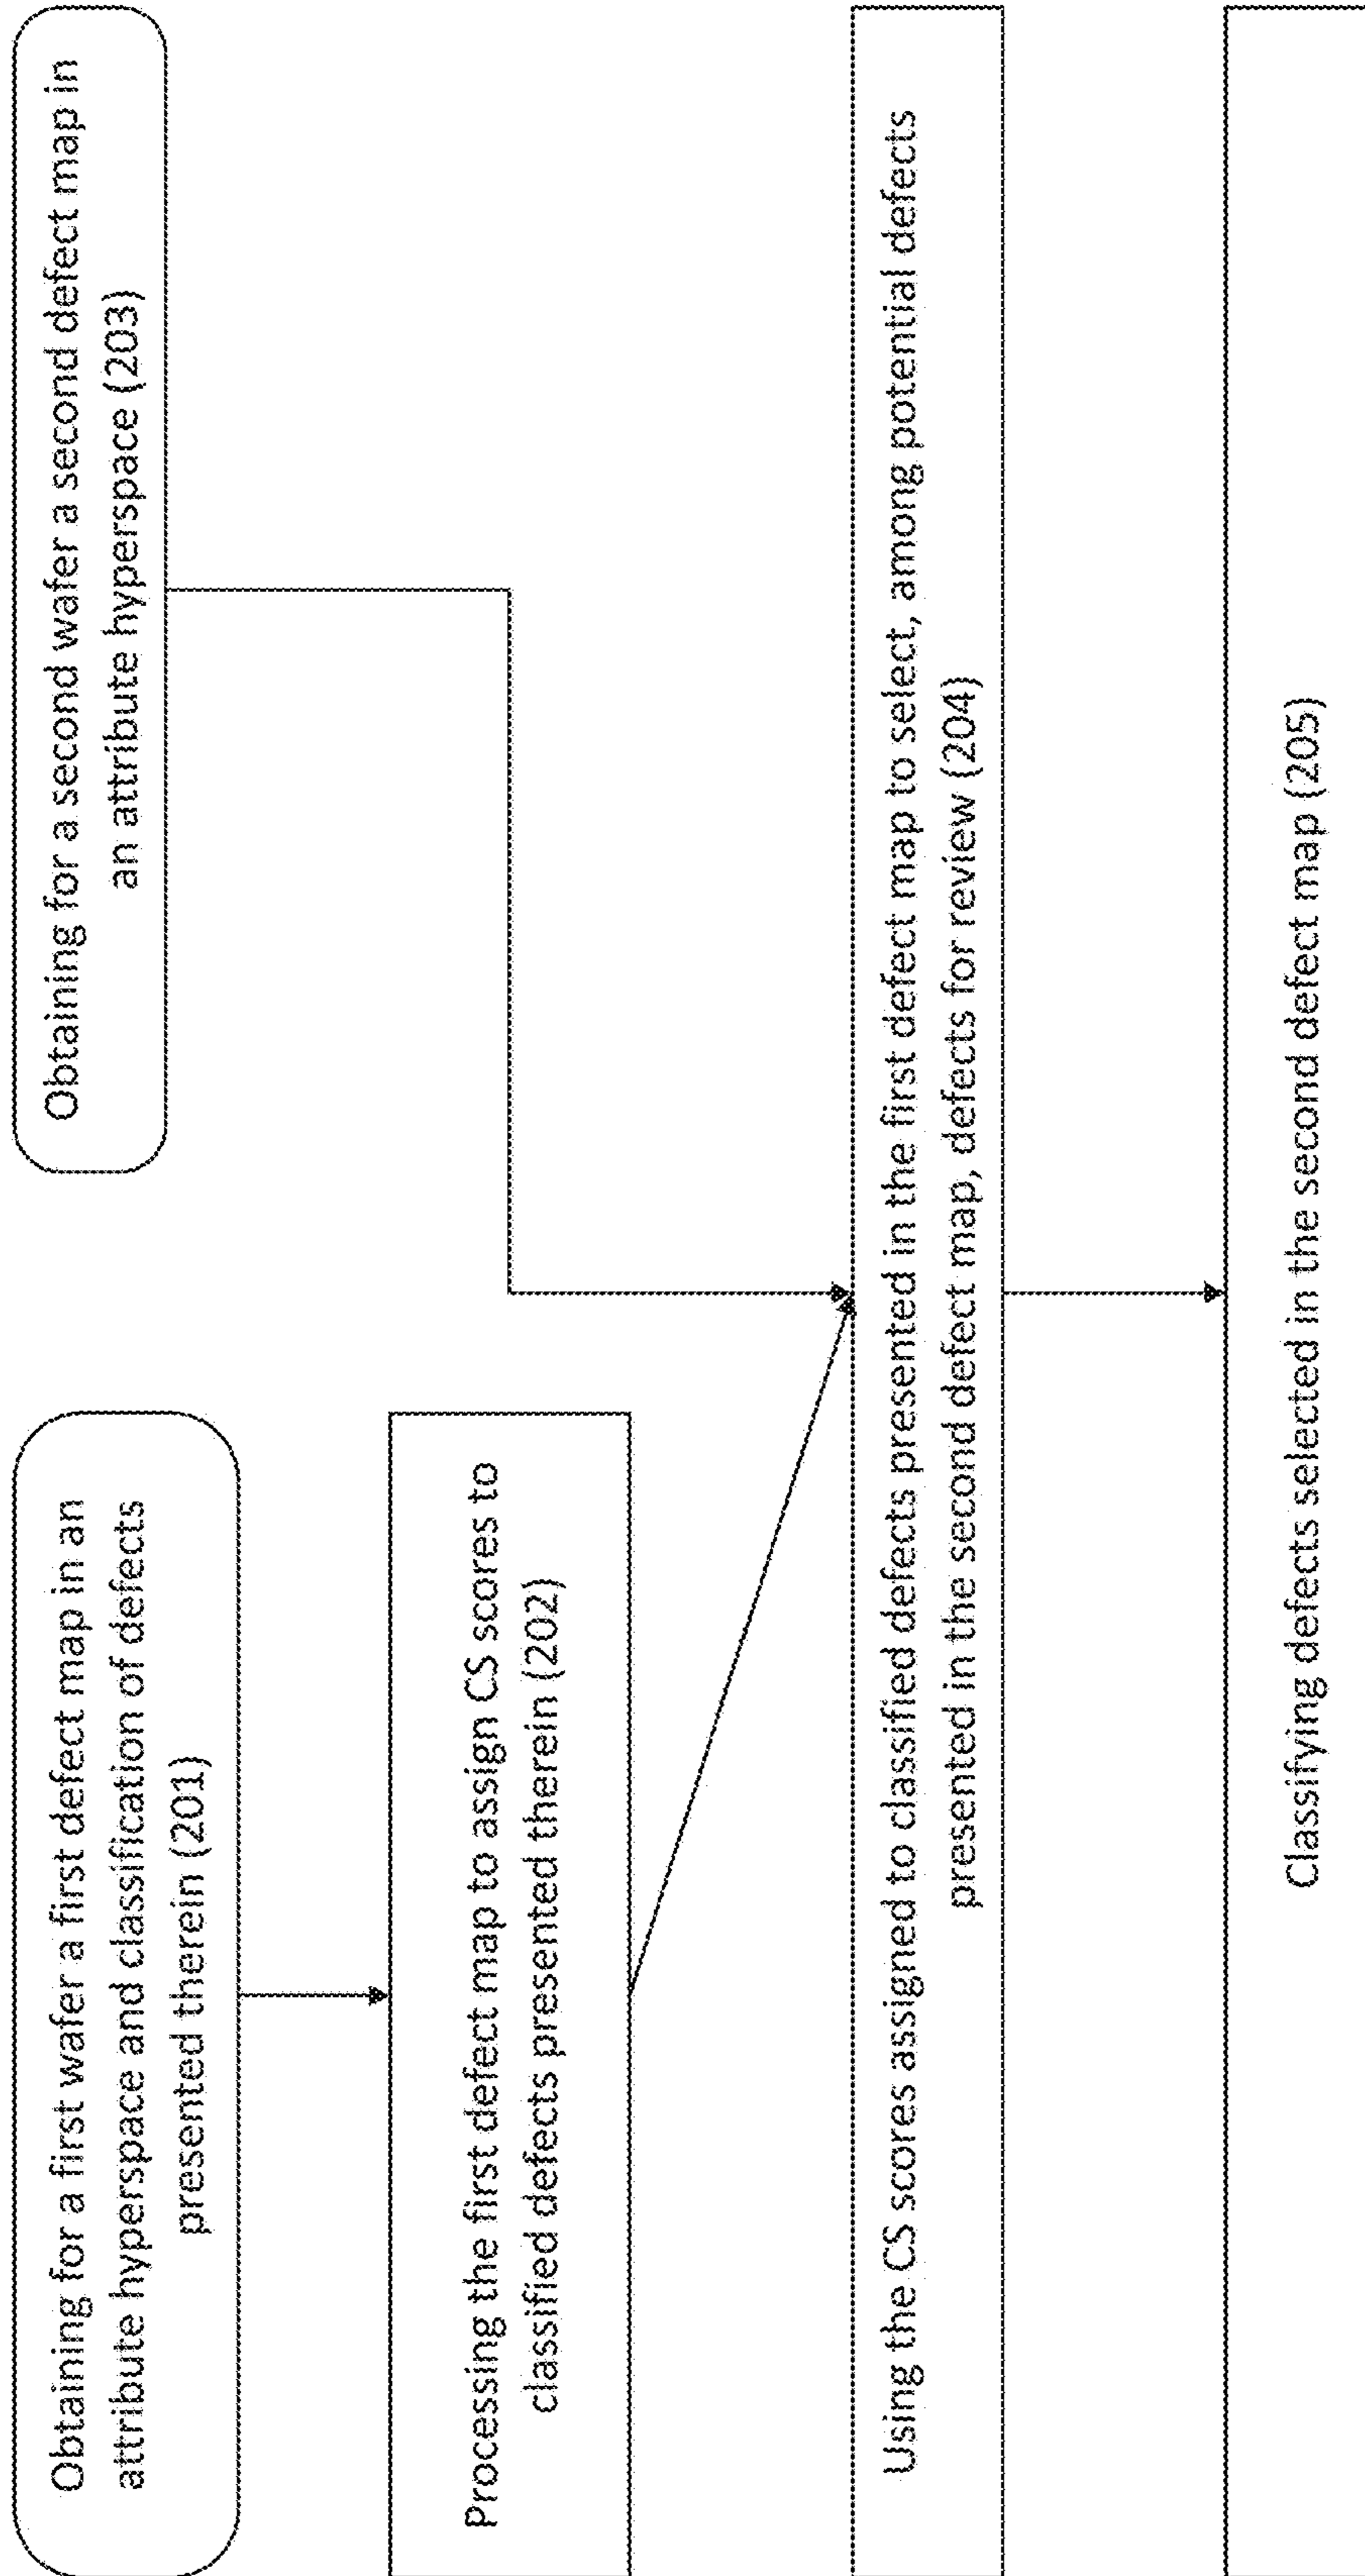 Obtaining for a first wafer a first defect map in an
attribute hyperspace and classification of defects
presented therein (201)
Obtaining for a second wafer a second defect map in
an attribute hyperspace (203)
Processing the first defect map to assign CS scores to
classified defects presented therein (202)
Using the CS scores assigned to classified defects presented in the first defect map to select, among potential defects
presented in the second defect map, defects for review (204)
Classifying defects selected in the second defect map (205)